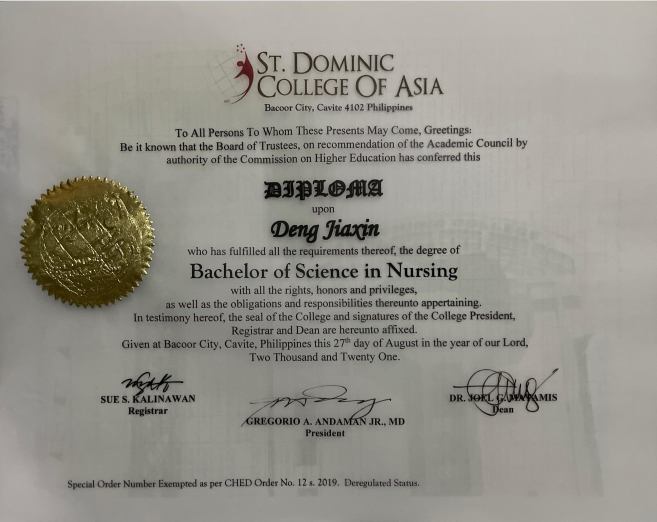 ST. DOMINIC
COLLEGE OF ASIA
Bacoor City, Cavite 4102 Philippines
To All Persons To Whom These Presents May Come, Greetings:
Be it known that the Board of Trustees, on recommendation of the Academic Council by
authority of the Commission on Higher Education has conferred this
DIPLOMA
upon
Deng Jiaxin
who has fulfilled all the requirements thereof, the degree of
Bachelor of Science in Nursing
with all the rights, honors and privileges,
as well as the obligations and responsibilities thereunto appertaining.
In testimony hereof, the seal of the College and signatures of the College President,
Registrar and Dean are hereunto affixed.
Given at Bacoor City, Cavite, Philippines this 27th day of August in the year of our Lord,
Two Thousand and Twenty One.
SUE S. KALINAWAN
Registrar
GREGORIO A. ANDAMAN JR., MD
President
DR. JOEL G.
Dean
Special Order Number Exempted as per CHED Order No. 12 s. 2019. Deregulated Status.